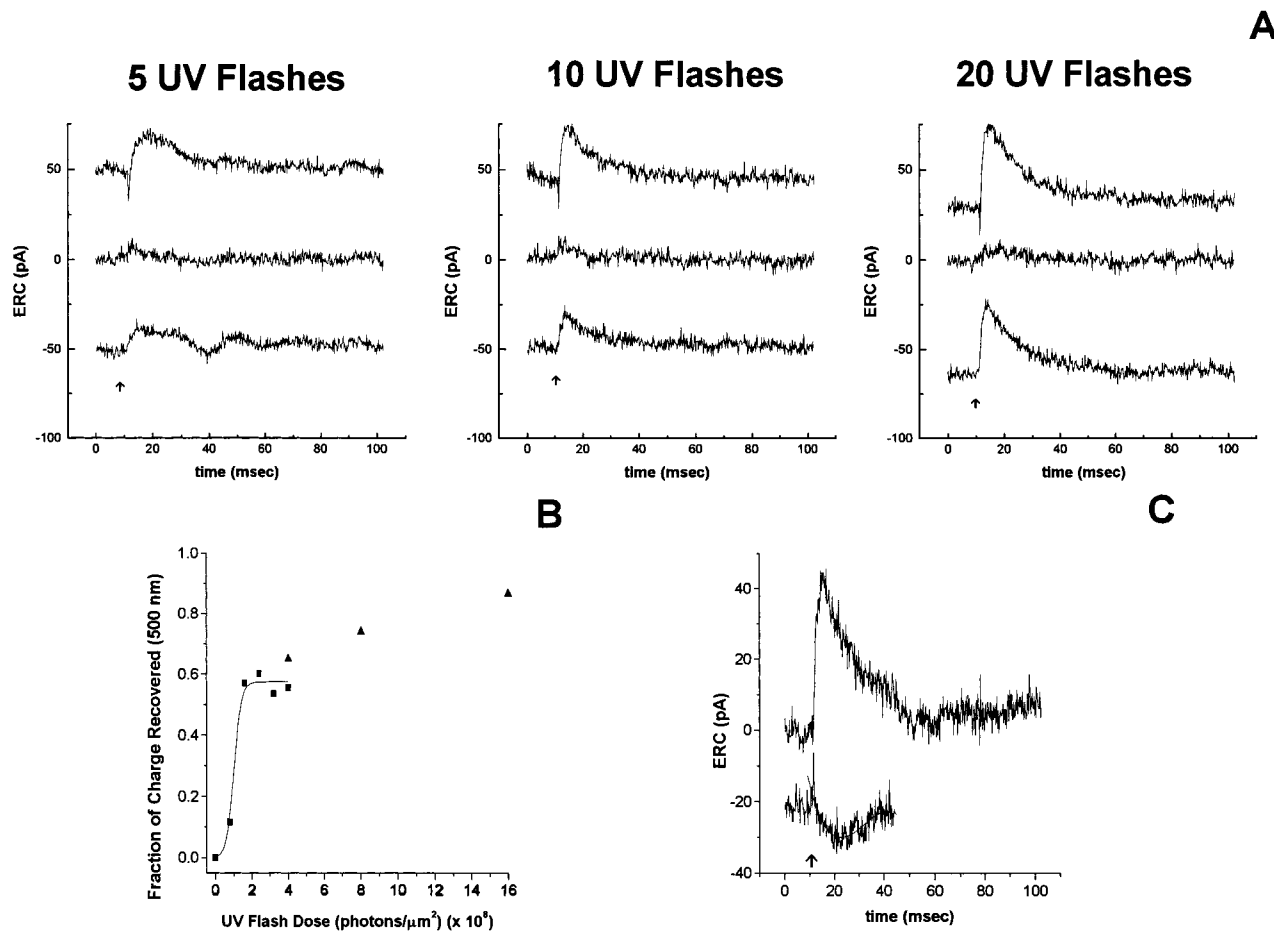 A
5 UV Flashes
10 UV Flashes
20 UV Flashes
ERC (pA)
50
0
-50
-100
0 20 40 60 80 100
time (msec)
ERC (pA)
50
0
-50
-100
0 20 40 60 80 100
time (msec)
ERC (pA)
50
0
-50
-100
0 20 40 60 80 100
time (msec)
B
Fraction of Charge Recovered (500 nm)
1.0
0.8
0.6
0.4
0.2
0.0
0 2 4 6 8 10 12 14 16
UV Flash Dose (photons/μm²) (x 10⁸)
C
ERC (pA)
40
20
0
-20
-40
0 20 40 60 80 100
time (msec)